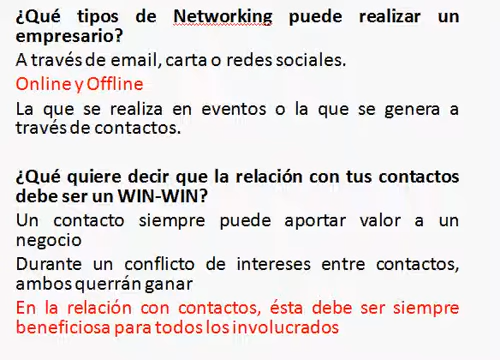 ¿Qué tipos de Networking puede realizar un
empresario?
A través de email, carta o redes sociales.
Online y Offline
La que se realiza en eventos o la que se genera a
través de contactos.
¿Qué quiere decir que la relación con tus contactos
debe ser un WIN-WIN?
Un contacto siempre puede aportar valor a un
negocio
Durante un conflicto de intereses entre contactos,
ambos querrán ganar
En la relación con contactos, ésta debe ser siempre
beneficiosa para todos los involucrados